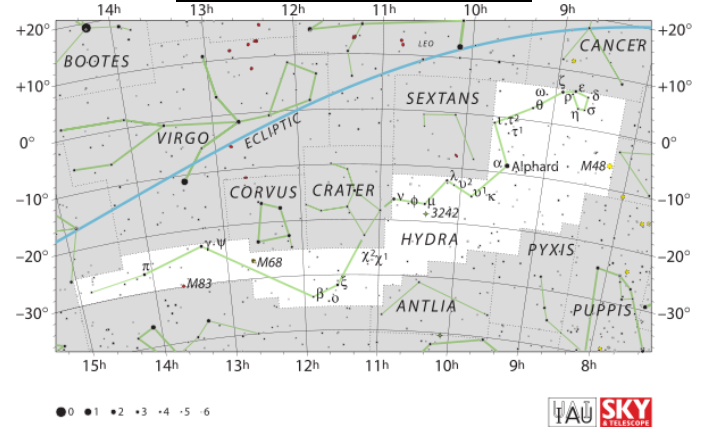 14h 13h 12h 11h 10h 9h
+20° +20°
LEO CANCER
BOOTES
+10° +10°
SEXTANS ω ζ ε
θ ρ δ
η σ
ι τ² τ¹
0° 0°
VIRGO ECLIPTIC
α Alphard M48
-10° -10°
CORVUS CRATER λ υ² υ¹ κ
ν φ μ
3242
HYDRA
-20° -20°
γ ψ χ² χ¹ PYXIS
π M68
M83 ξ
β ο
ANTLIA PUPPIS
-30° -30°
15h 14h 13h 12h 11h 10h 9h 8h
0 1 2 3 4 5 6
IAU SKY
& TELESCOPE